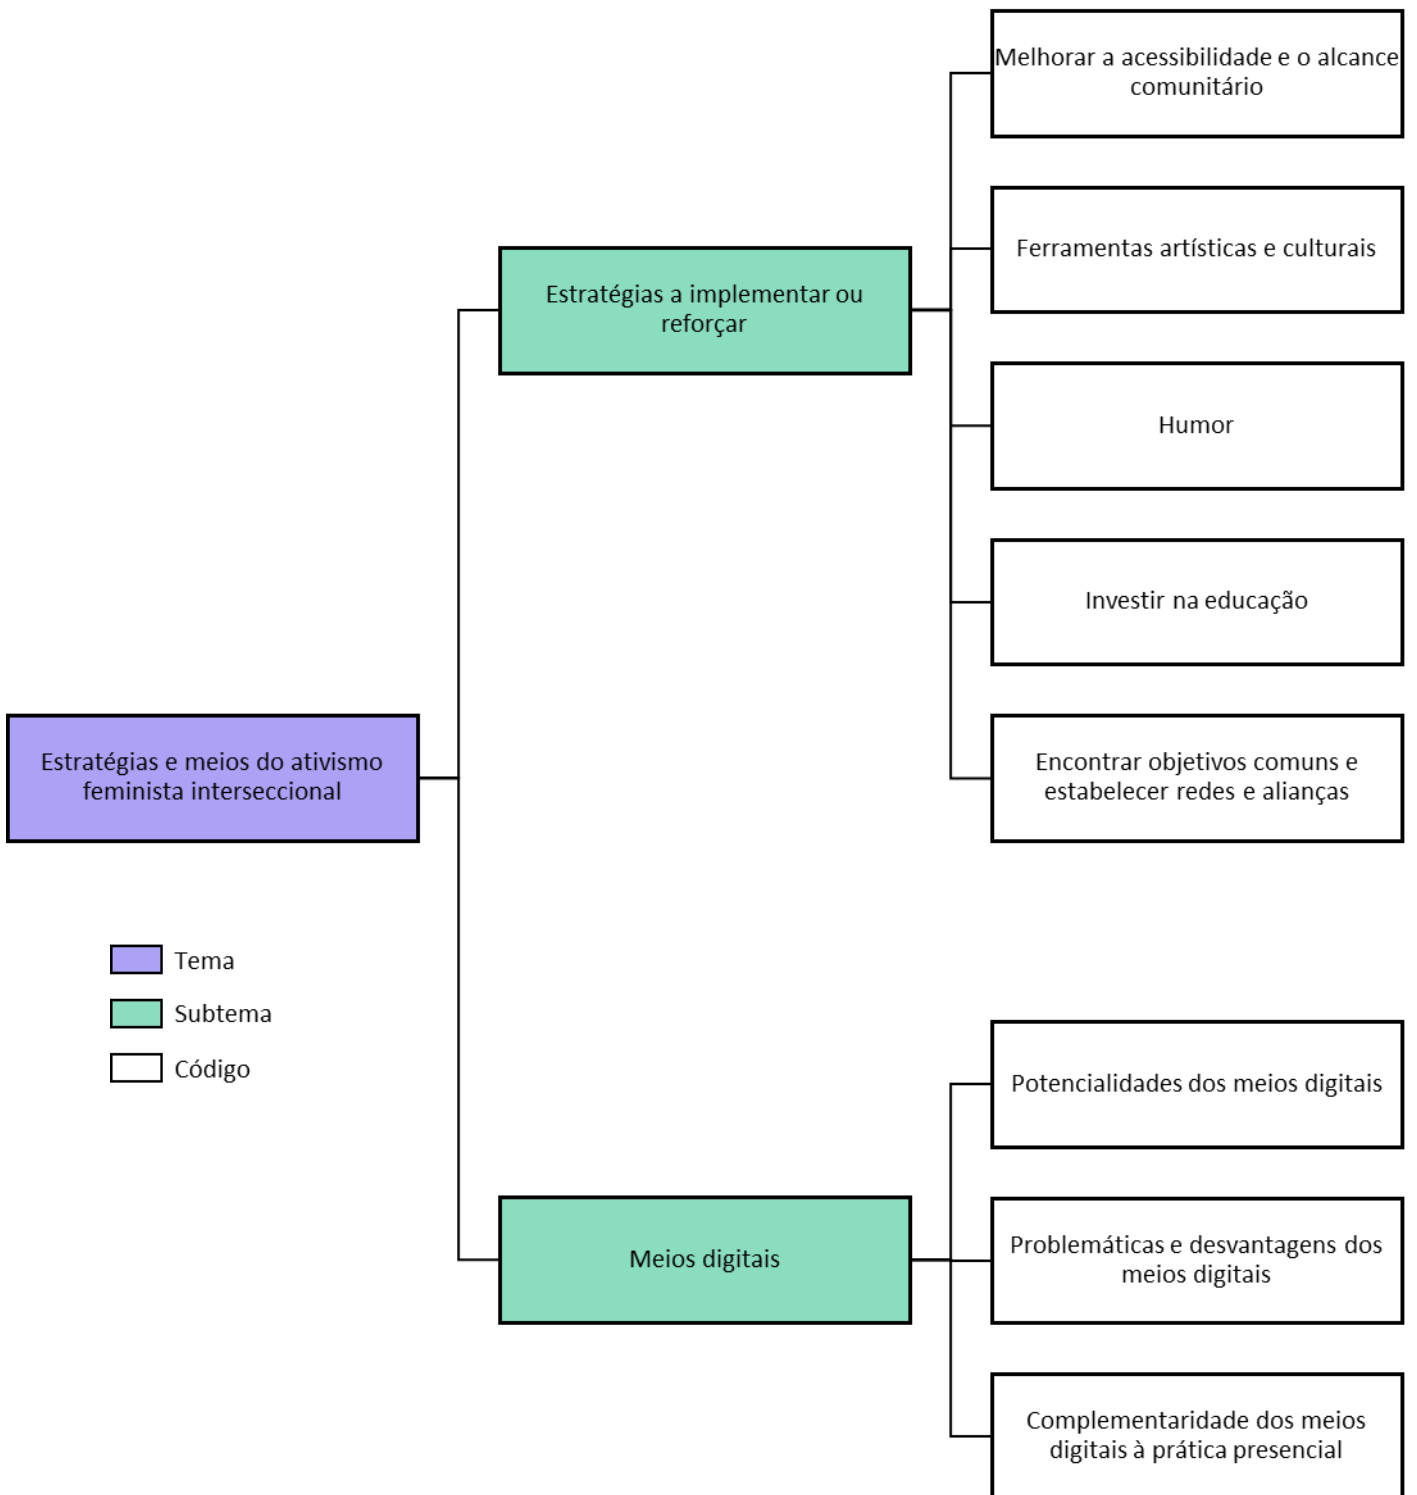 Melhorar a acessibilidade e o alcance
comunitário
Ferramentas artísticas e culturais
Estratégias a implementar ou
reforçar
Humor
Investir na educação
Estratégias e meios do ativismo
feminista interseccional
Encontrar objetivos comuns e
estabelecer redes e alianças
Tema
Subtema
Código
Potencialidades dos meios digitais
Meios digitais
Problemáticas e desvantagens dos
meios digitais
Complementaridade dos meios
digitais à prática presencial